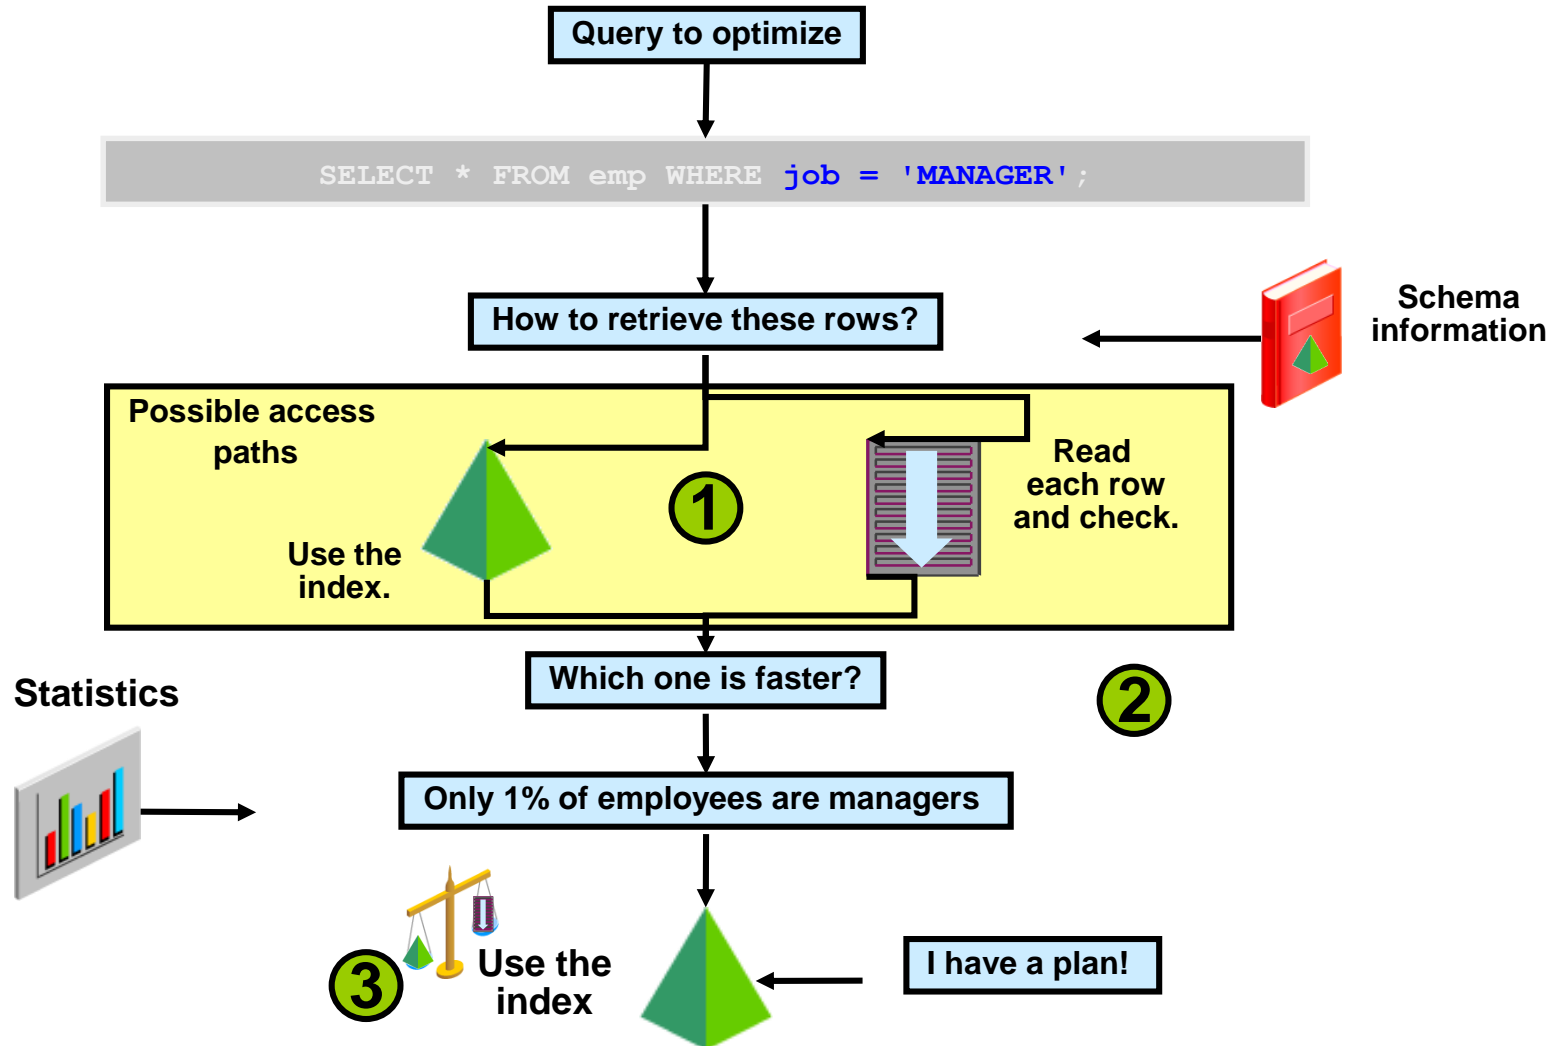 Query to optimize
SELECT * FROM emp WHERE job = 'MANAGER';
How to retrieve these rows?
Schema
information
Possible access
paths
1
Read
each row
and check.
Use the
index.
Which one is faster?
Statistics
2
Only 1% of employees are managers
3
Use the
index
I have a plan!